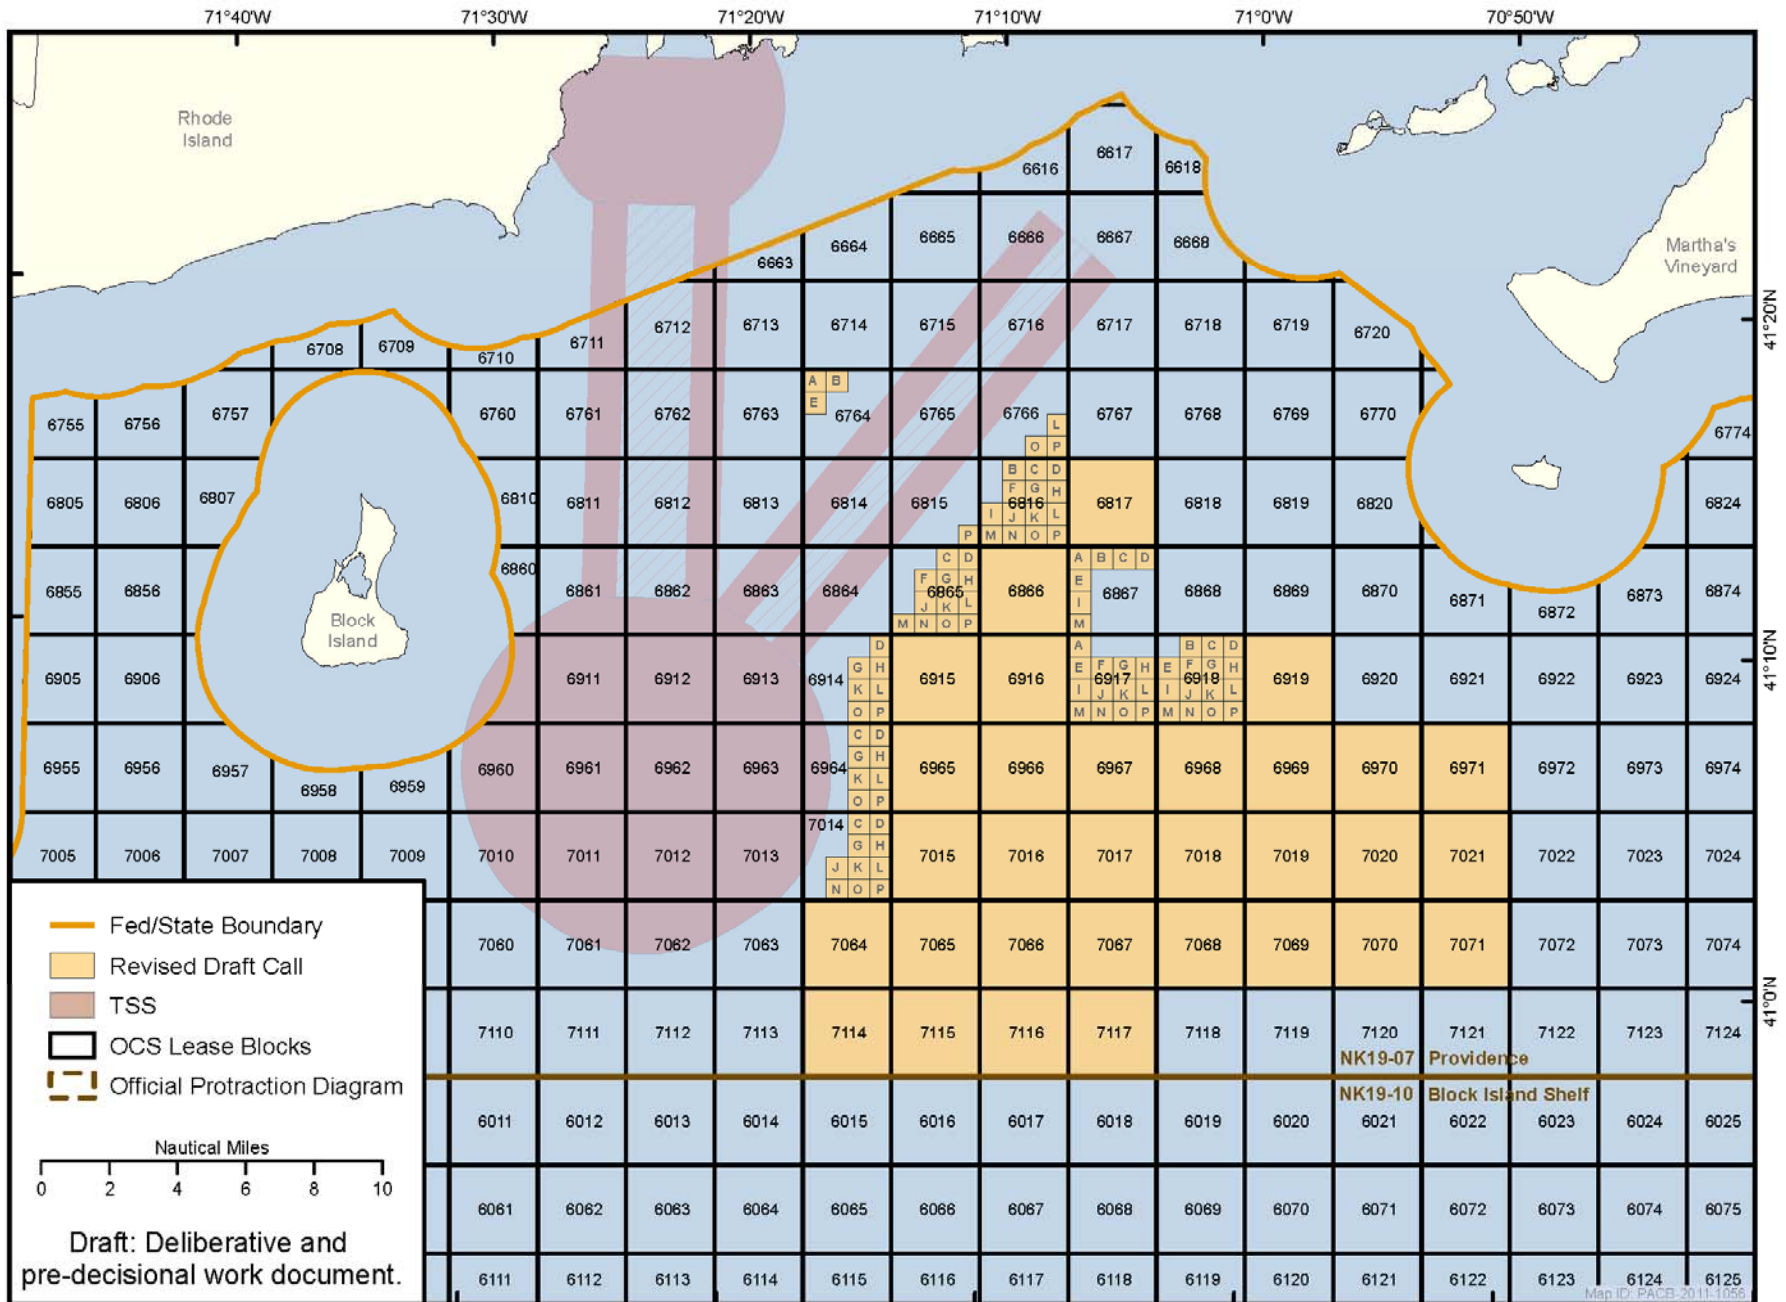 71°40'W 71°30'W 71°20'W 71°10'W 71°0'W 70°50'W
Rhode
Island
Martha's
Vineyard
Block
Island
41°20'N
41°10'N
41°0'N
6616 6617 6618
6663 6664 6665 6666 6667 6668
6708 6709 6710 6711 6712 6713 6714 6715 6716 6717 6718 6719 6720
A B
E
6755 6756 6757 6760 6761 6762 6763 6764 6765 6766 6767 6768 6769 6770 6774
L
O P
B C D
F G H
6805 6806 6807 6810 6811 6812 6813 6814 6815 6816 6817 6818 6819 6820 6824
I J K L
P M N O P
C D A B C D
F G H E
6855 6856 6860 6861 6862 6863 6864 6865 6866 6867 6868 6869 6870 6871 6872 6873 6874
J K L I
M N O P M
D A B C D
G H E F G H E F G H
6905 6906 6911 6912 6913 6914 6915 6916 6917 6918 6919 6920 6921 6922 6923 6924
K L I J K L I J K L
O P M N O P M N O P
C D
G H
6955 6956 6957 6958 6959 6960 6961 6962 6963 6964 6965 6966 6967 6968 6969 6970 6971 6972 6973 6974
K L
O P
C D
G H
7005 7006 7007 7008 7009 7010 7011 7012 7013 7014 7015 7016 7017 7018 7019 7020 7021 7022 7023 7024
J K L
N O P
7060 7061 7062 7063 7064 7065 7066 7067 7068 7069 7070 7071 7072 7073 7074
7110 7111 7112 7113 7114 7115 7116 7117 7118 7119 7120 7121 7122 7123 7124
NK19-07 Providence
NK19-10 Block Island Shelf
6011 6012 6013 6014 6015 6016 6017 6018 6019 6020 6021 6022 6023 6024 6025
6061 6062 6063 6064 6065 6066 6067 6068 6069 6070 6071 6072 6073 6074 6075
6111 6112 6113 6114 6115 6116 6117 6118 6119 6120 6121 6122 6123 6124 6125
Fed/State Boundary
Revised Draft Call
TSS
OCS Lease Blocks
Official Protraction Diagram
Nautical Miles
0 2 4 6 8 10
Draft: Deliberative and
pre-decisional work document.
Map ID: PACB-2011-1056